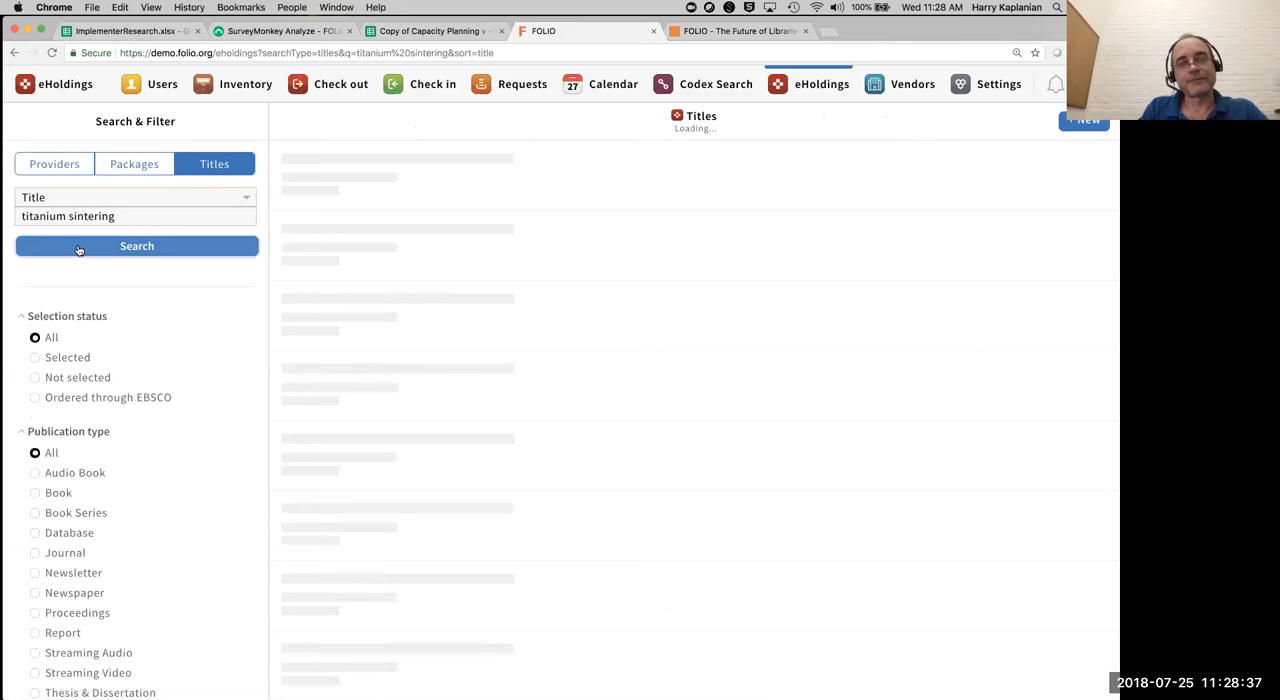 Chrome File Edit View History Bookmarks People Window Help 100% Wed 11:28 AM Harry Kaplanian
ImplementerResearch.xlsx - G
SurveyMonkey Analyze - FOLI
Copy of Capacity Planning v -
FOLIO
FOLIO - The Future of Librarie
Secure https://demo.folio.org/eholdings?searchType=titles&q=titanium%20sintering&sort=title
eHoldings Users Inventory Check out Check in Requests 27 Calendar Codex Search eHoldings Vendors Settings
Search & Filter
Titles
Loading...
+ New
Providers Packages Titles
Title
titanium sintering
Search
Selection status
All
Selected
Not selected
Ordered through EBSCO
Publication type
All
Audio Book
Book
Book Series
Database
Journal
Newsletter
Newspaper
Proceedings
Report
Streaming Audio
Streaming Video
Thesis & Dissertation
2018-07-25 11:28:37